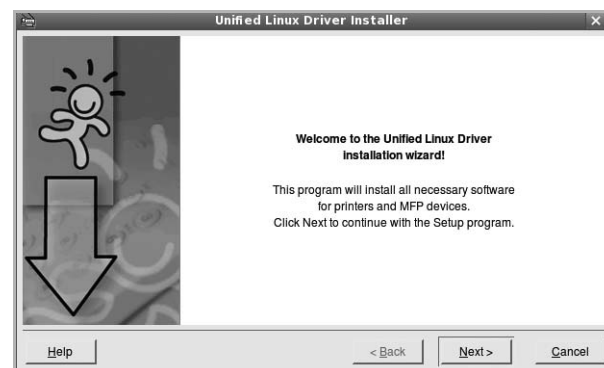 Unified Linux Driver Installer
Welcome to the Unified Linux Driver
installation wizard!
This program will install all necessary software
for printers and MFP devices.
Click Next to continue with the Setup program.
Help
< Back
Next >
Cancel